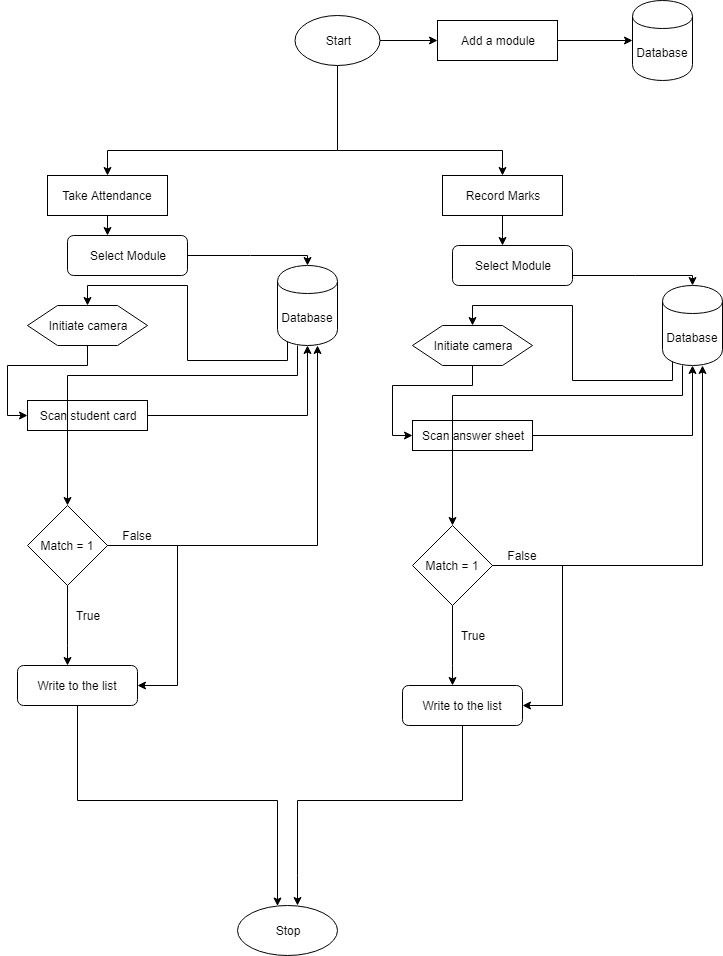 Start
Add a module
Database
Take Attendance
Record Marks
Select Module
Select Module
Database
Initiate camera
Database
Initiate camera
Scan student card
Scan answer sheet
False
Match = 1
False
Match = 1
True
True
Write to the list
Write to the list
Stop